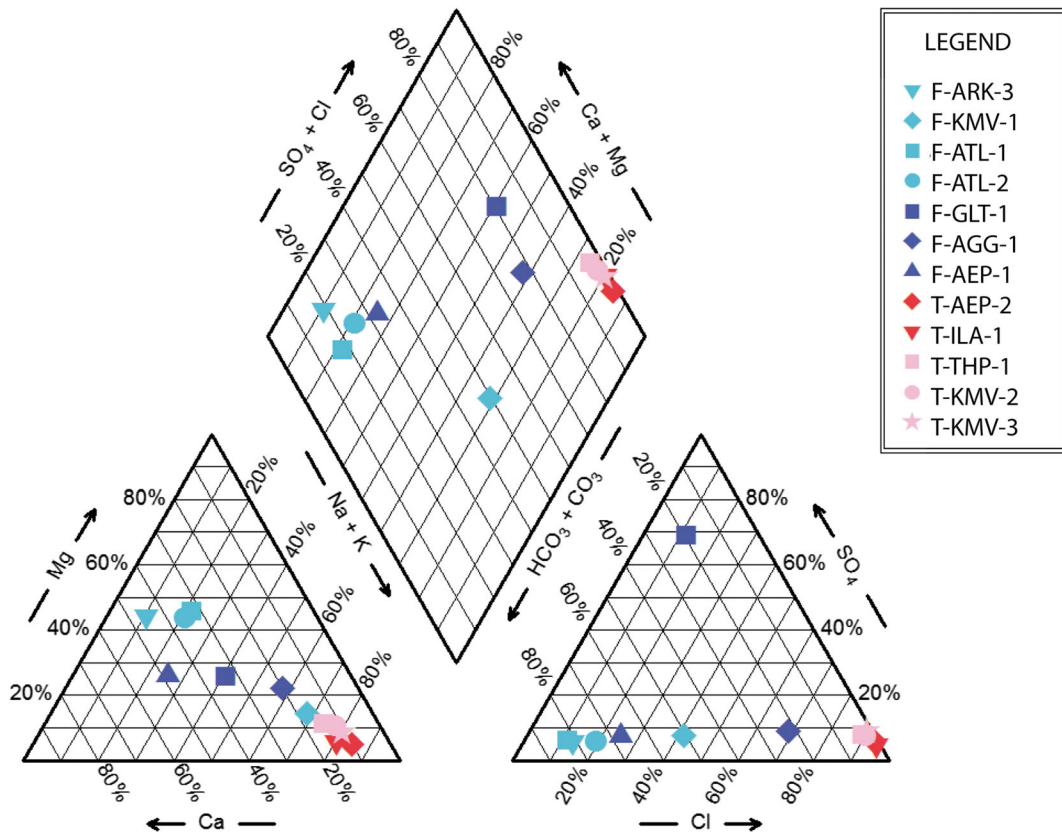 LEGEND
F-ARK-3
F-KMV-1
F-ATL-1
F-ATL-2
F-GLT-1
F-AGG-1
F-AEP-1
T-AEP-2
T-ILA-1
T-THP-1
T-KMV-2
T-KMV-3
80%
60%
40%
20%
SO₄ + Cl
80%
60%
40%
20%
Ca + Mg
Na + K
HCO₃ + CO₃
80%
60%
40%
20%
Mg
20%
40%
60%
80%
80%
60%
40%
20%
Ca
20%
40%
60%
80%
80%
60%
40%
20%
SO₄
20%
40%
60%
80%
Cl